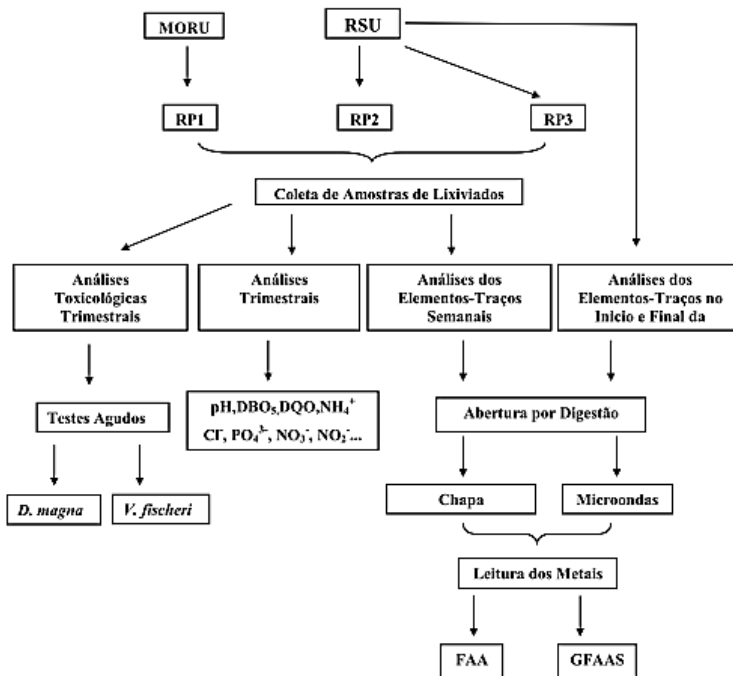 MORU
RSU
RP1
RP2
RP3
Coleta de Amostras de Lixiviados
Análises
Toxicológicas
Trimestrais
Análises
Trimestrais
Análises dos
Elementos-Traços
Semanais
Análises dos
Elementos-Traços no
Início e Final da
Testes Agudos
pH,DBO₅,DQO,NH₄⁺
Cl⁻, PO₄³⁻, NO₃⁻, NO₂⁻...
Abertura por Digestão
D. magna
V. fischeri
Chapa
Microondas
Leitura dos Metais
FAA
GFAAS